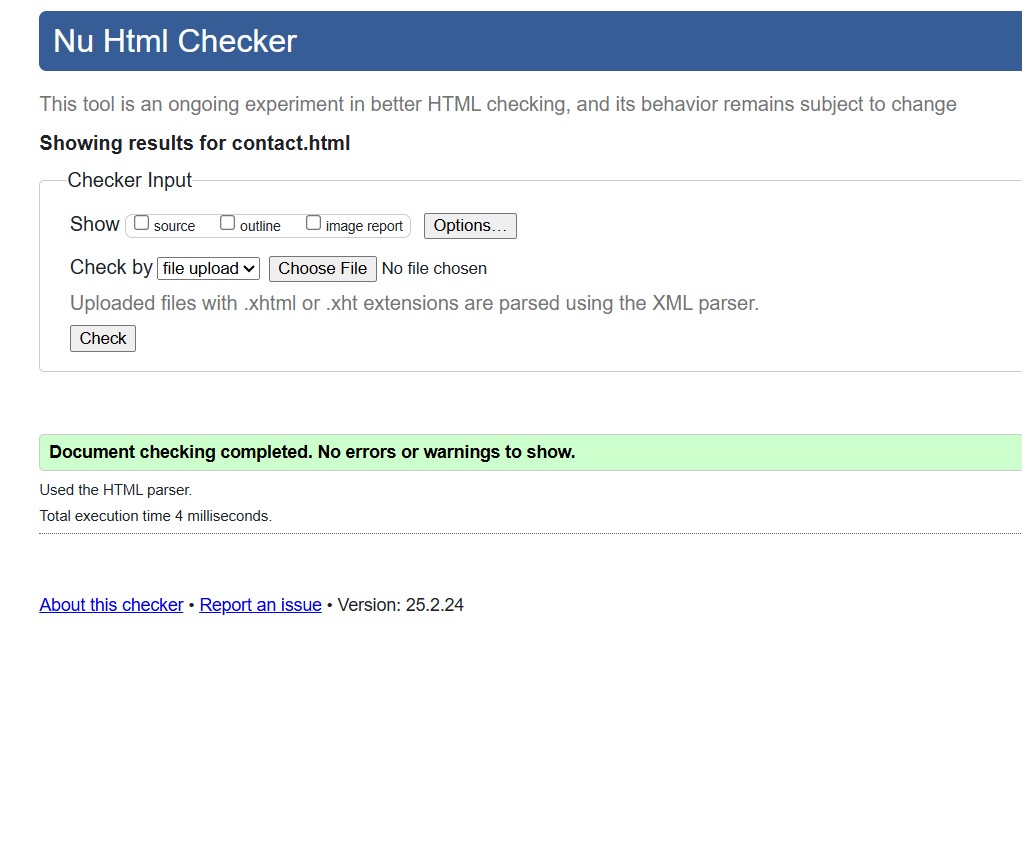 Nu Html Checker
This tool is an ongoing experiment in better HTML checking, and its behavior remains subject to change
Showing results for contact.html
Checker Input
Show source outline image report Options...
Check by file upload Choose File No file chosen
Uploaded files with .xhtml or .xht extensions are parsed using the XML parser.
Check
Document checking completed. No errors or warnings to show.
Used the HTML parser.
Total execution time 4 milliseconds.
About this checker • Report an issue • Version: 25.2.24